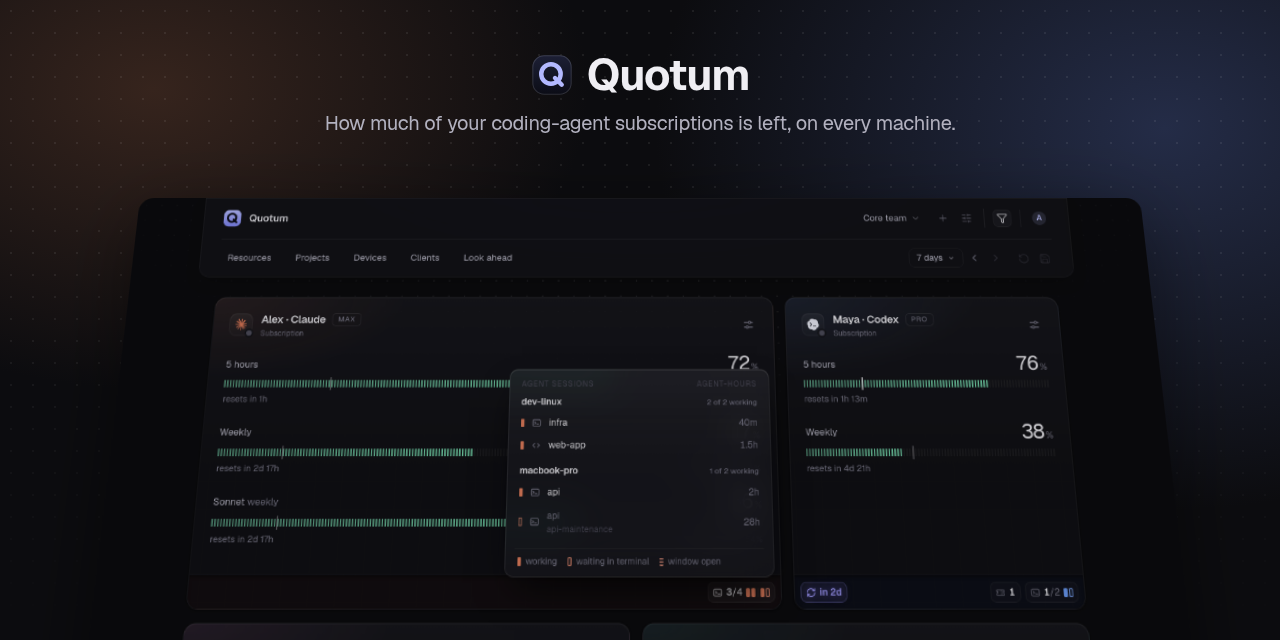 Quotum
How much of your coding-agent subscriptions is left, on every machine.
Quotum
Core team
A
Resources Projects Devices Clients Look ahead
7 days
Alex · Claude MAX
Subscription
5 hours 72%
resets in 1h
Weekly
resets in 2d 17h
Sonnet weekly
resets in 2d 17h
AGENT SESSIONS AGENT-HOURS
dev-linux 2 of 2 working
infra 40m
web-app 1.5h
macbook-pro 1 of 2 working
api 2h
api 28h
api-maintenance
working waiting in terminal window open
3/4
Maya · Codex PRO
Subscription
5 hours 76%
resets in 1h 13m
Weekly 38%
resets in 4d 21h
in 2d 1 1/2